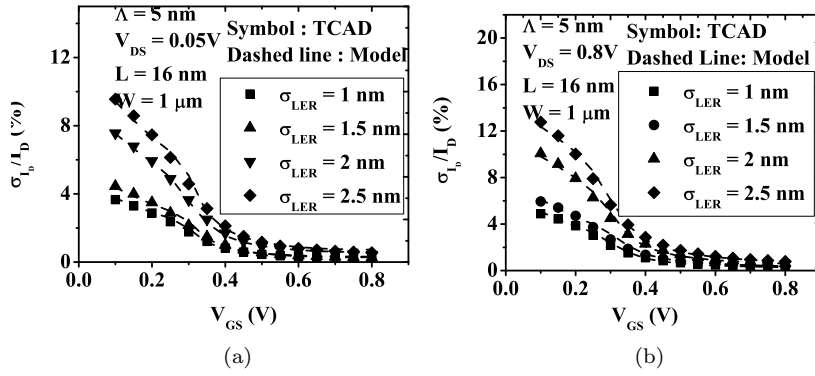 Λ = 5 nm
V_DS = 0.05V
L = 16 nm
W = 1 μm
Symbol : TCAD
Dashed line : Model
σ_LER = 1 nm
σ_LER = 1.5 nm
σ_LER = 2 nm
σ_LER = 2.5 nm
σ_I_D/I_D (%)
15
12
8
4
0
0.0 0.2 0.4 0.6 0.8
V_GS (V)
(a)
Λ = 5 nm
V_DS = 0.8V
L = 16 nm
W = 1 μm
Symbol: TCAD
Dashed Line: Model
σ_LER = 1 nm
σ_LER = 1.5 nm
σ_LER = 2 nm
σ_LER = 2.5 nm
σ_I_D/I_D (%)
20
16
12
8
4
0
0.0 0.2 0.4 0.6 0.8
V_GS (V)
(b)